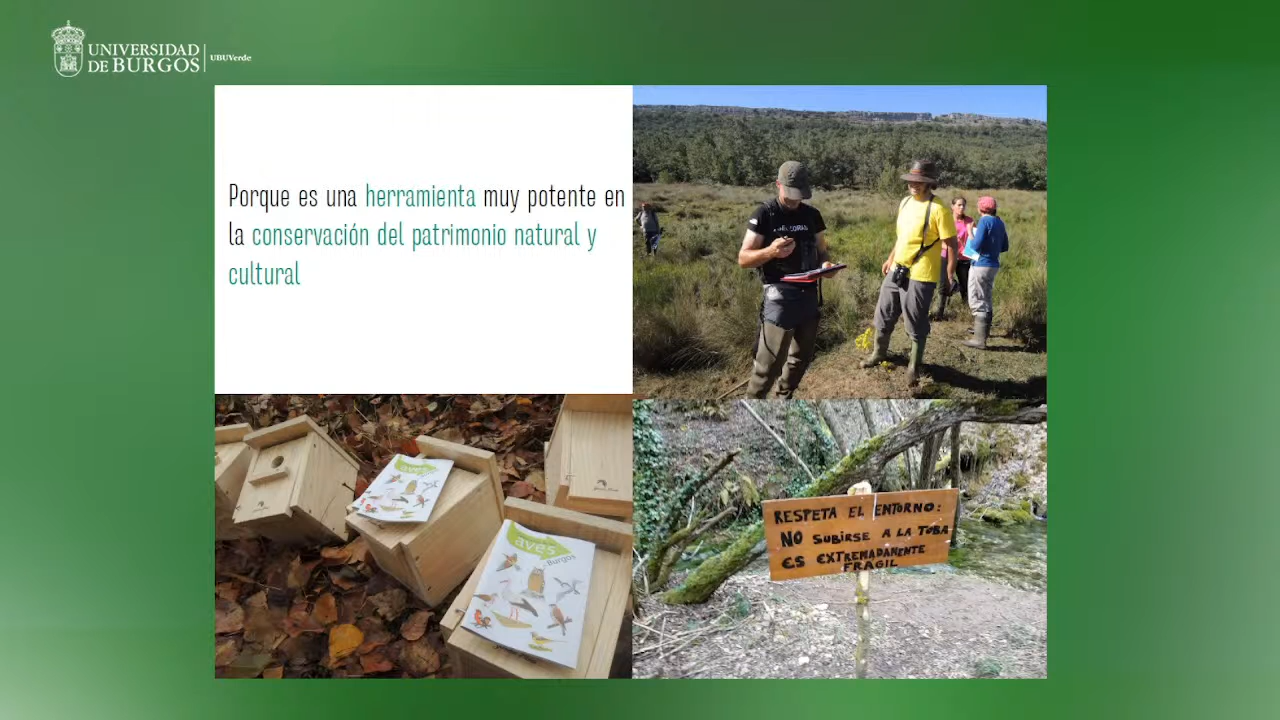 UNIVERSIDAD
DE BURGOS
UBUVerde
Porque es una herramienta muy potente en
la conservación del patrimonio natural y
cultural
aves
aves
de Burgos
RESPETA EL ENTORNO:
NO SUBIRSE A LA TOBA
ES EXTREMADAMENTE
FRAGIL